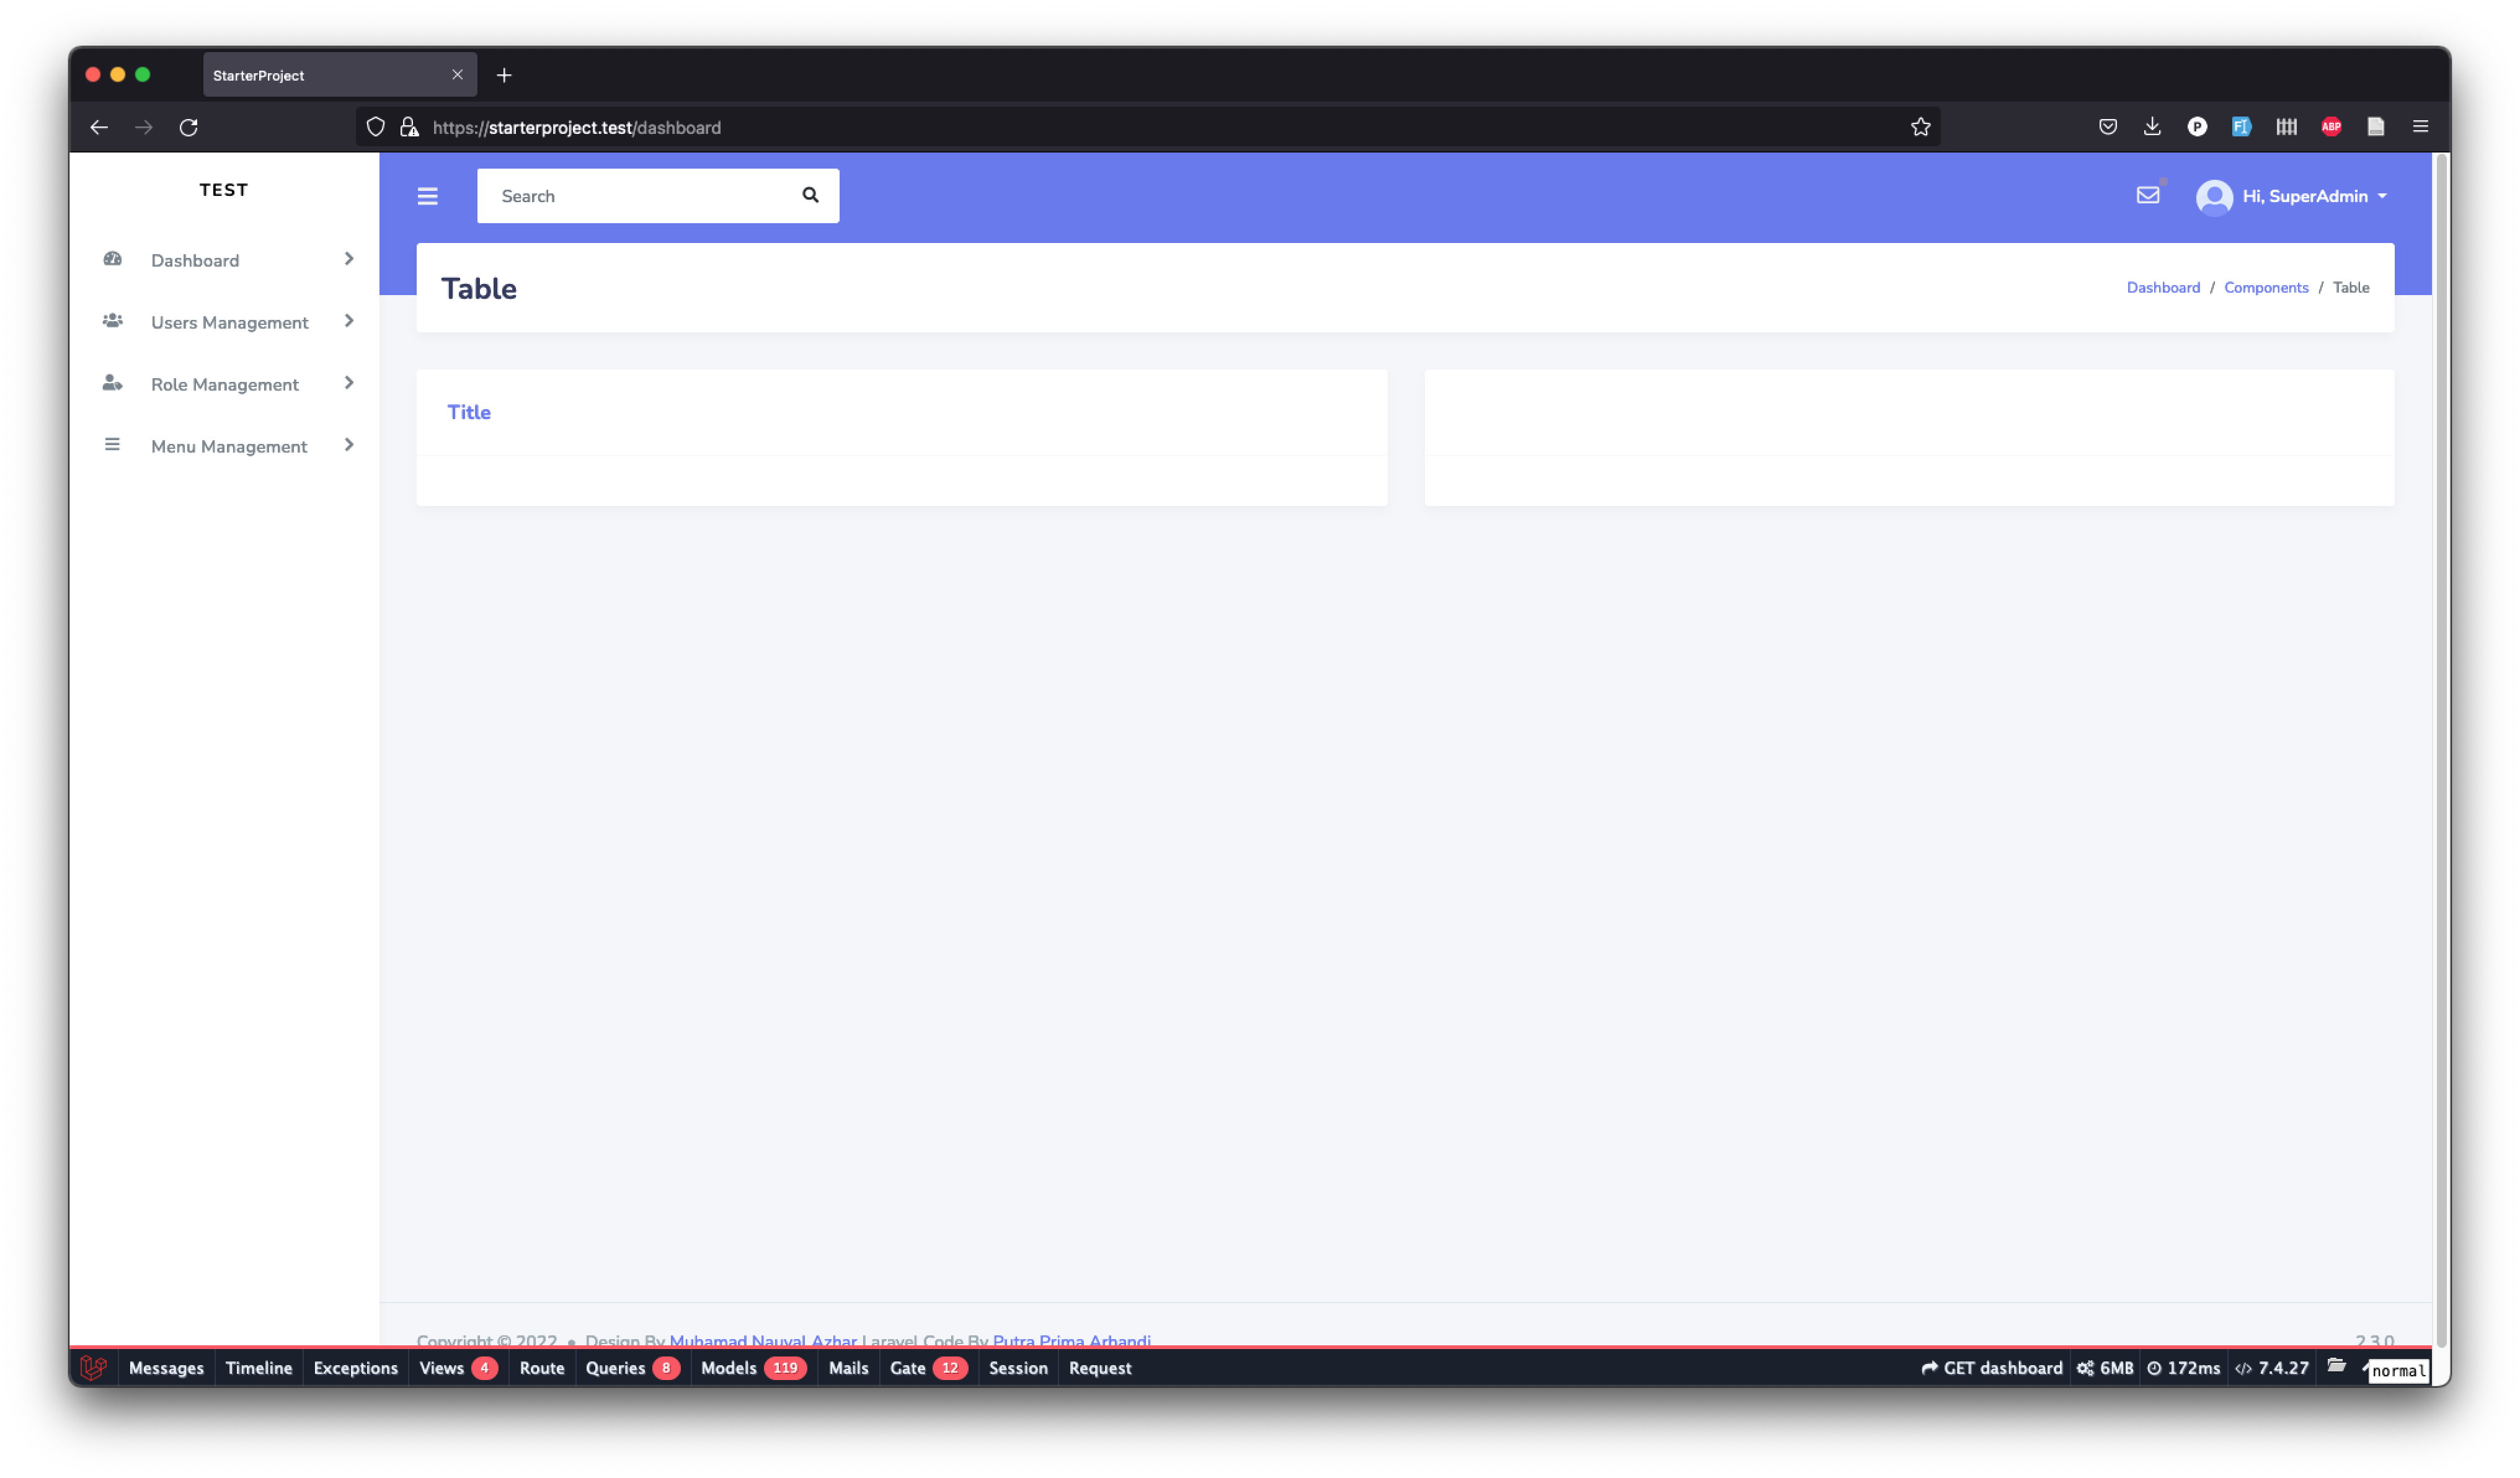 StarterProject
https://starterproject.test/dashboard
P
FI
ABP
TEST
Search
Hi, SuperAdmin
Dashboard
Users Management
Role Management
Menu Management
Table
Dashboard / Components / Table
Title
Copyright © 2022 • Design By Muhamad Nauval Azhar Laravel Code By Putra Prima Arhandi
2.3.0
Messages Timeline Exceptions Views 4 Route Queries 8 Models 119 Mails Gate 12 Session Request
GET dashboard 6MB 172ms 7.4.27
normal